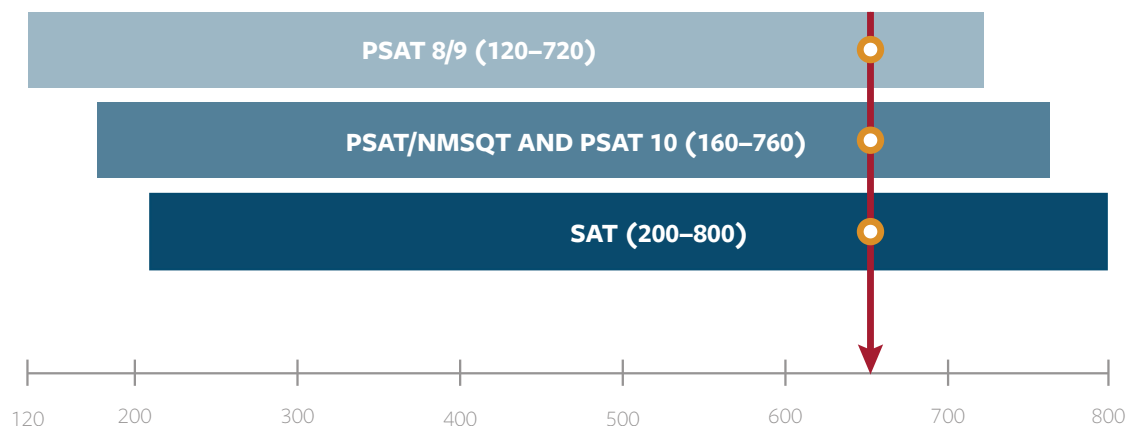 PSAT 8/9 (120–720)
PSAT/NMSQT AND PSAT 10 (160–760)
SAT (200–800)
120 200 300 400 500 600 700 800